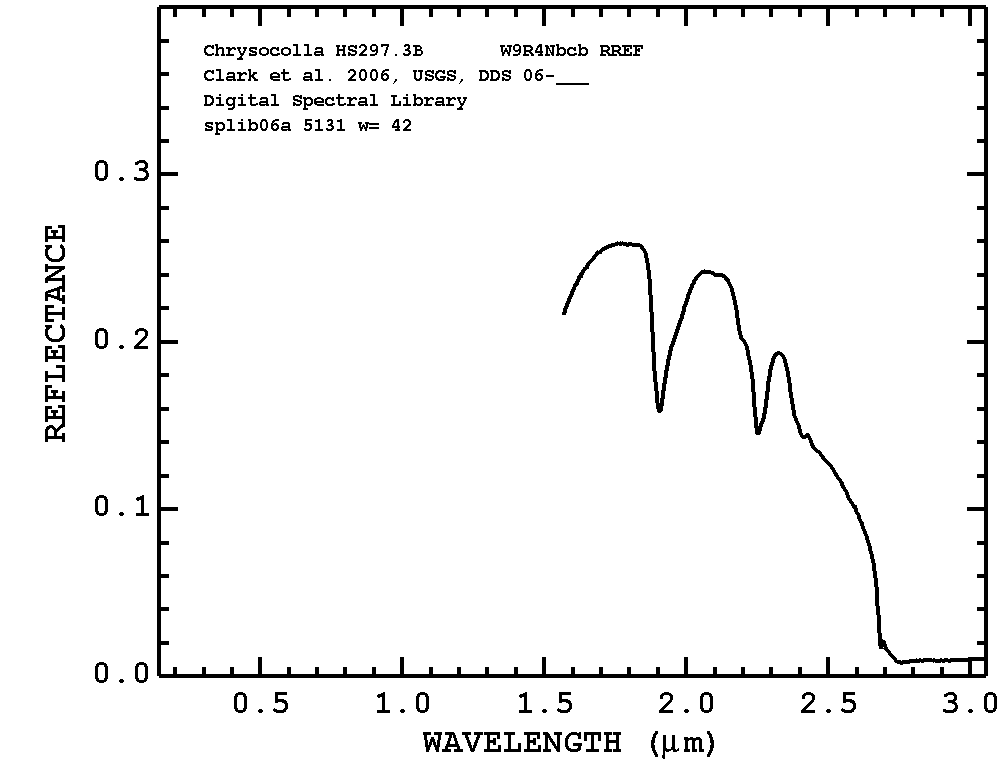 Chrysocolla HS297.3B W9R4Nbcb RREF
Clark et al. 2006, USGS, DDS 06-___
Digital Spectral Library
splib06a 5131 w= 42
REFLECTANCE
0.3
0.2
0.1
0.0
0.5 1.0 1.5 2.0 2.5 3.0
WAVELENGTH (μm)